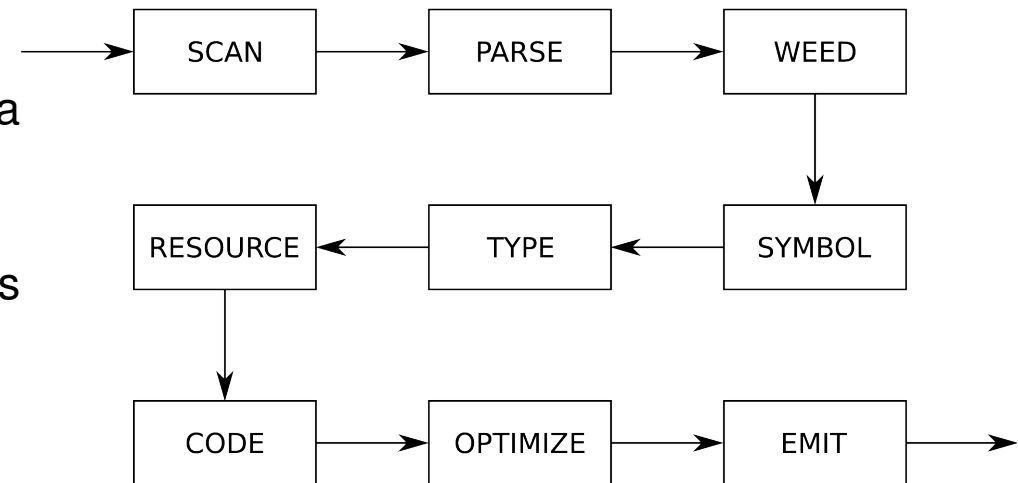 SCAN PARSE WEED
a
RESOURCE TYPE SYMBOL
s
CODE OPTIMIZE EMIT